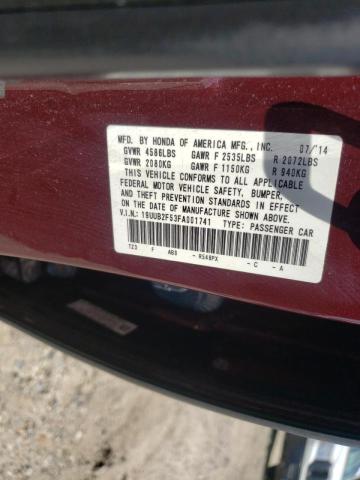 MFD. BY HONDA OF AMERICA MFG., INC. 07/14
GVWR 4586LBS GAWR F 2535LBS R 2072LBS
GVWR 2080KG GAWR F 1150KG R 940KG
THIS VEHICLE CONFORMS TO ALL APPLICABLE
FEDERAL MOTOR VEHICLE SAFETY, BUMPER,
AND THEFT PREVENTION STANDARDS IN EFFECT ON
THE DATE OF MANUFACTURE SHOWN ABOVE.
V.I.N.: 19UUB2F53FA001741 TYPE: PASSENGER CAR
TZ3 F AB0 - R548PX - C - A